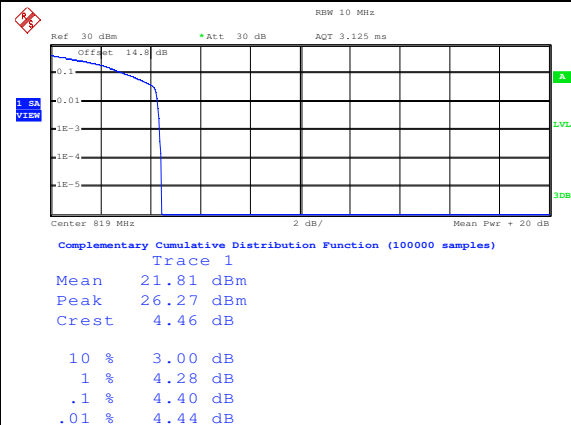 R S
RBW 10 MHz
Ref 30 dBm * Att 30 dB AQT 3.125 ms
Offset 14.8 dB
0.1
A
0.01
1 SA
VIEW
LVL
1E-3
1E-4
1E-5
3DB
Center 819 MHz 2 dB/ Mean Pwr + 20 dB
Complementary Cumulative Distribution Function (100000 samples)
Trace 1
Mean 21.81 dBm
Peak 26.27 dBm
Crest 4.46 dB
10 % 3.00 dB
1 % 4.28 dB
.1 % 4.40 dB
.01 % 4.44 dB